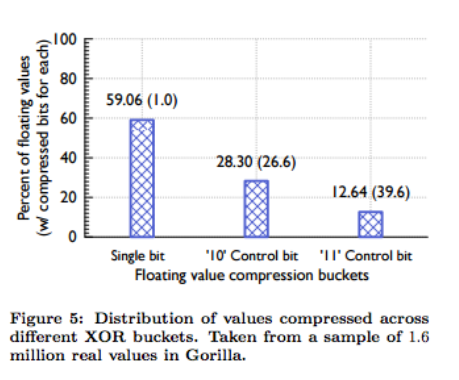 Percent of floating values
(w/ compressed bits for each)
100
80
60
40
20
0
59.06 (1.0)
28.30 (26.6)
12.64 (39.6)
Single bit
'10' Control bit
'11' Control bit
Floating value compression buckets
Figure 5: Distribution of values compressed across
different XOR buckets. Taken from a sample of 1.6
million real values in Gorilla.